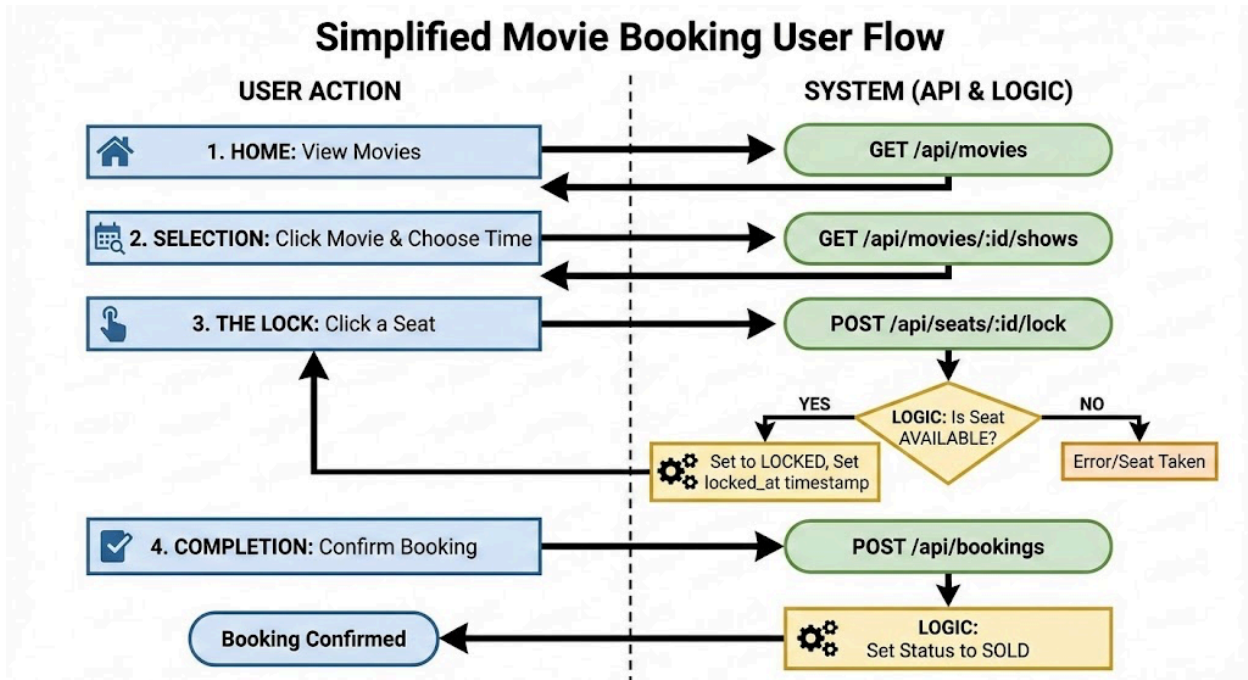 Simplified Movie Booking User Flow
USER ACTION
SYSTEM (API & LOGIC)
1. HOME: View Movies
GET /api/movies
2. SELECTION: Click Movie & Choose Time
GET /api/movies/:id/shows
3. THE LOCK: Click a Seat
POST /api/seats/:id/lock
YES
LOGIC: Is Seat
AVAILABLE?
NO
Set to LOCKED, Set
locked_at timestamp
Error/Seat Taken
4. COMPLETION: Confirm Booking
POST /api/bookings
Booking Confirmed
LOGIC:
Set Status to SOLD